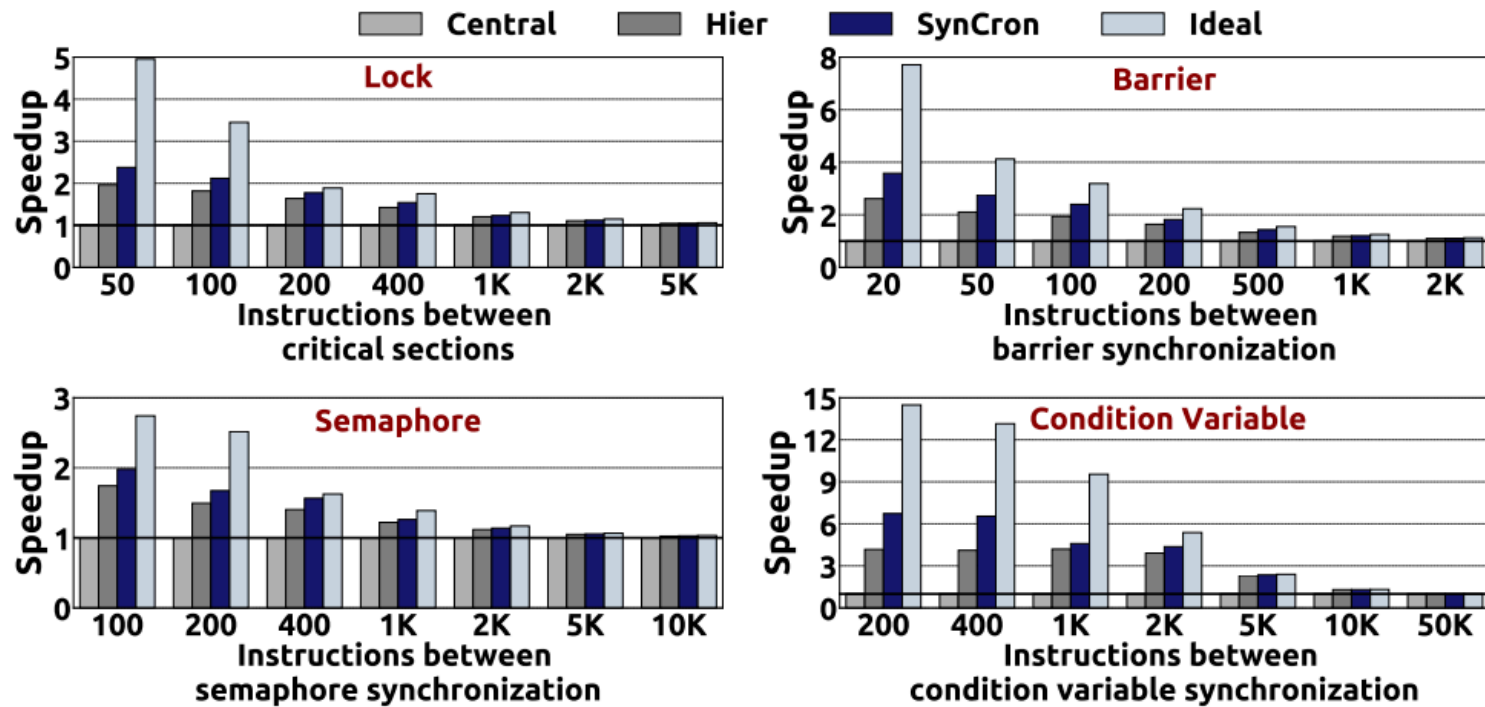 Central Hier SynCron Ideal
Lock
Speedup
5
4
3
2
1
0
50 100 200 400 1K 2K 5K
Instructions between
critical sections
Barrier
Speedup
8
6
4
2
0
20 50 100 200 500 1K 2K
Instructions between
barrier synchronization
Semaphore
Speedup
3
2
1
0
100 200 400 1K 2K 5K 10K
Instructions between
semaphore synchronization
Condition Variable
Speedup
15
12
9
6
3
0
200 400 1K 2K 5K 10K 50K
Instructions between
condition variable synchronization